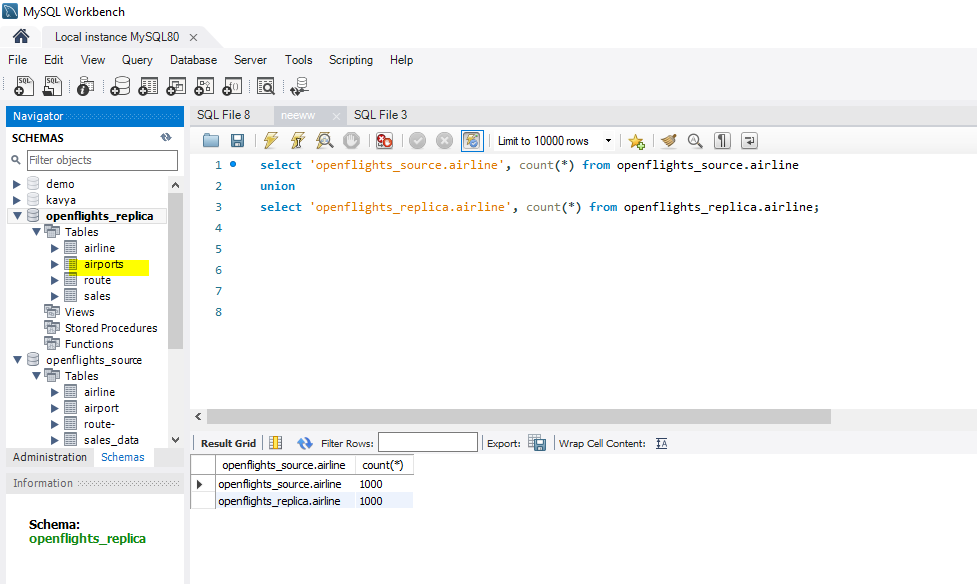 MySQL Workbench
Local instance MySQL80
File Edit View Query Database Server Tools Scripting Help
Navigator
SCHEMAS
Filter objects
demo
kavya
openflights_replica
Tables
airline
airports
route
sales
Views
Stored Procedures
Functions
openflights_source
Tables
airline
airport
route-
sales_data
Administration Schemas
Information
Schema:
openflights_replica
SQL File 8 neeww SQL File 3
Limit to 10000 rows
1 select 'openflights_source.airline', count(*) from openflights_source.airline
2 union
3 select 'openflights_replica.airline', count(*) from openflights_replica.airline;
4
5
6
7
8
Result Grid Filter Rows: Export: Wrap Cell Content:
openflights_source.airline count(*)
openflights_source.airline 1000
openflights_replica.airline 1000